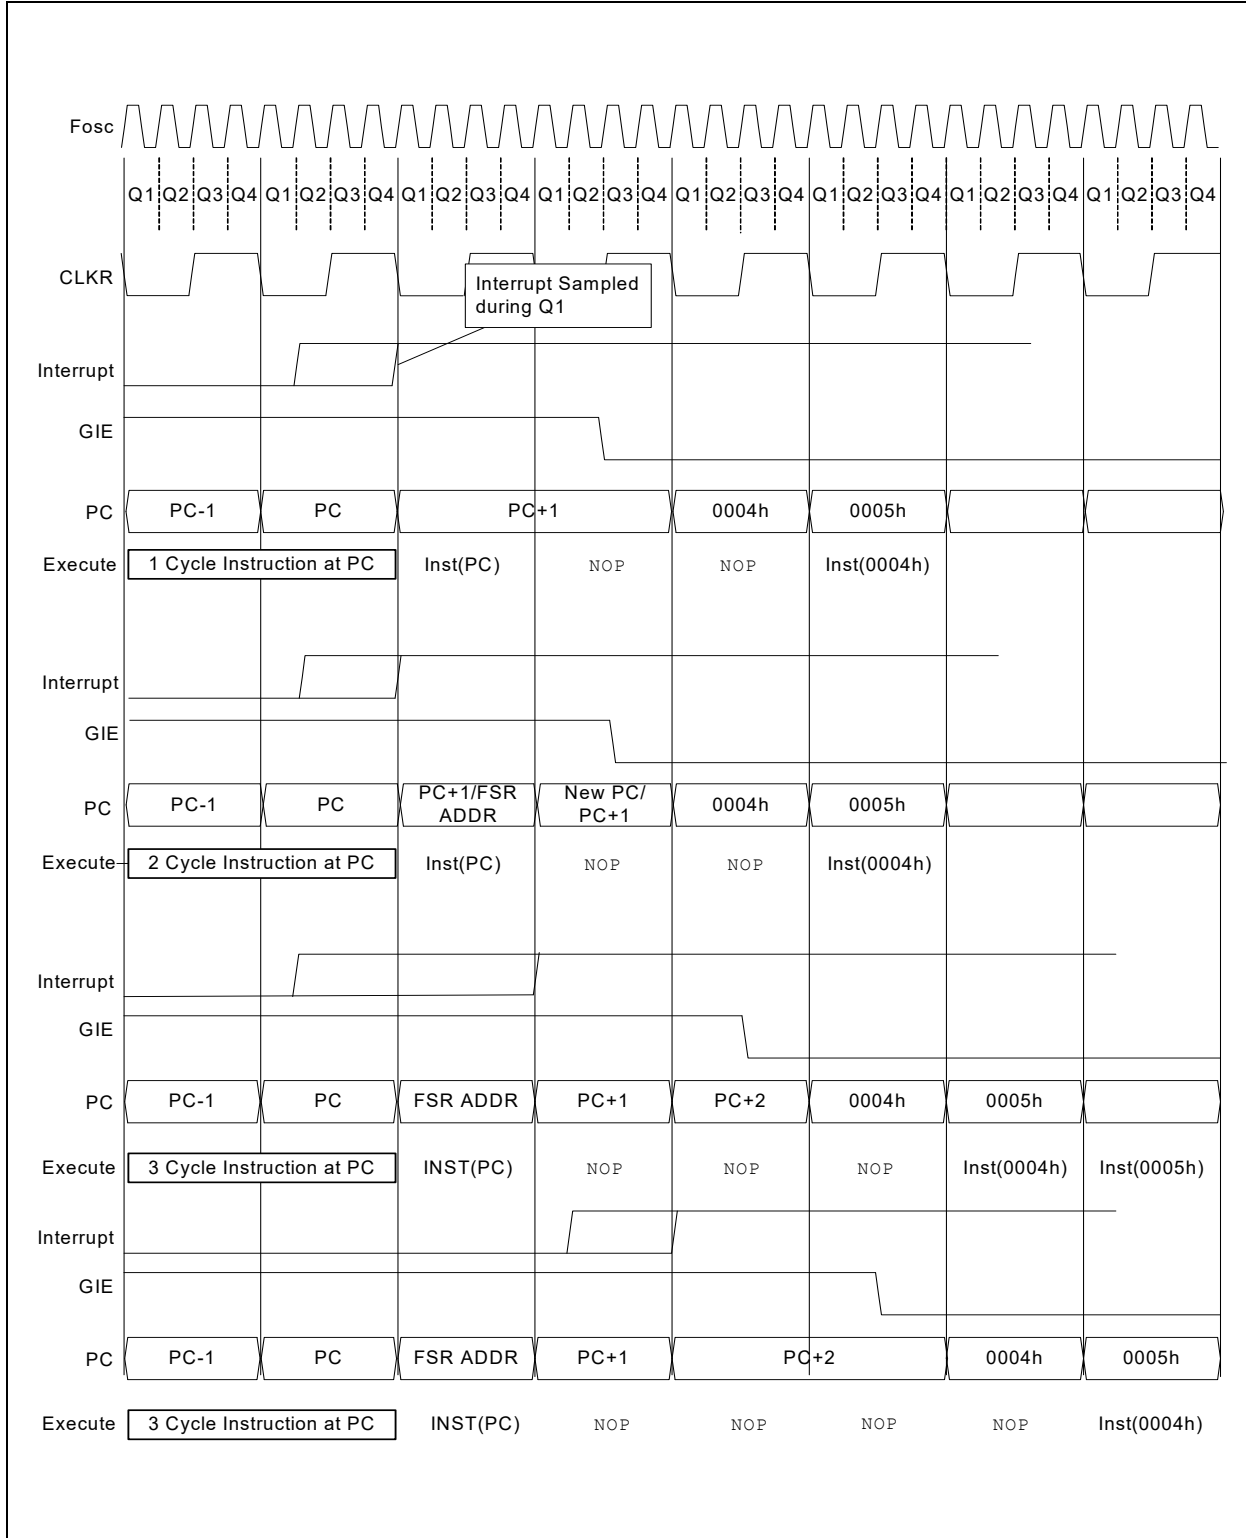 Fosc
Q1 Q2 Q3 Q4 Q1 Q2 Q3 Q4 Q1 Q2 Q3 Q4 Q1 Q2 Q3 Q4 Q1 Q2 Q3 Q4 Q1 Q2 Q3 Q4 Q1 Q2 Q3 Q4 Q1 Q2 Q3 Q4
CLKR
Interrupt Sampled
during Q1
Interrupt
GIE
PC PC-1 PC PC+1 0004h 0005h
Execute 1 Cycle Instruction at PC Inst(PC) NOP NOP Inst(0004h)
Interrupt
GIE
PC PC-1 PC PC+1/FSR ADDR New PC/ PC+1 0004h 0005h
Execute 2 Cycle Instruction at PC Inst(PC) NOP NOP Inst(0004h)
Interrupt
GIE
PC PC-1 PC FSR ADDR PC+1 PC+2 0004h 0005h
Execute 3 Cycle Instruction at PC INST(PC) NOP NOP NOP Inst(0004h) Inst(0005h)
Interrupt
GIE
PC PC-1 PC FSR ADDR PC+1 PC+2 0004h 0005h
Execute 3 Cycle Instruction at PC INST(PC) NOP NOP NOP NOP Inst(0004h)